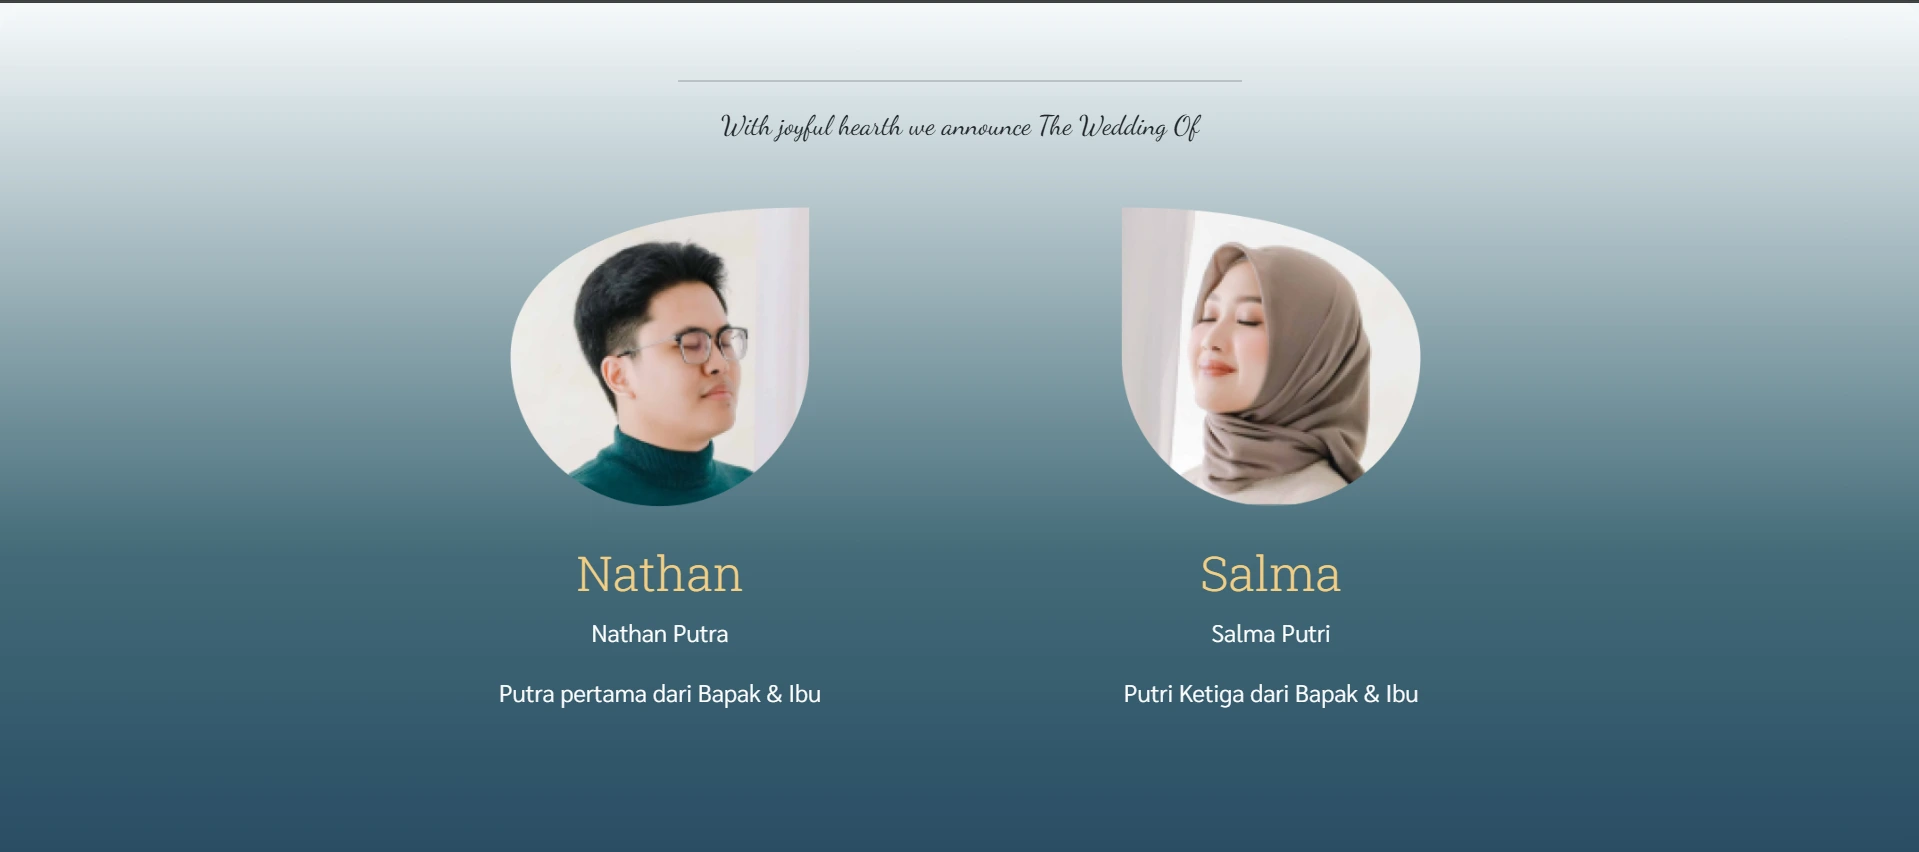 With joyful hearth we announce The Wedding Of
Nathan
Nathan Putra
Putra pertama dari Bapak & Ibu
Salma
Salma Putri
Putri Ketiga dari Bapak & Ibu